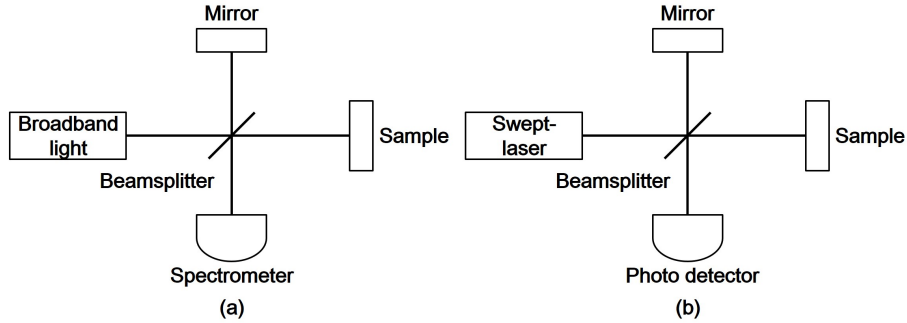 Mirror
Broadband
light
Sample
Beamsplitter
Spectrometer
(a)
Mirror
Swept-
laser
Sample
Beamsplitter
Photo detector
(b)